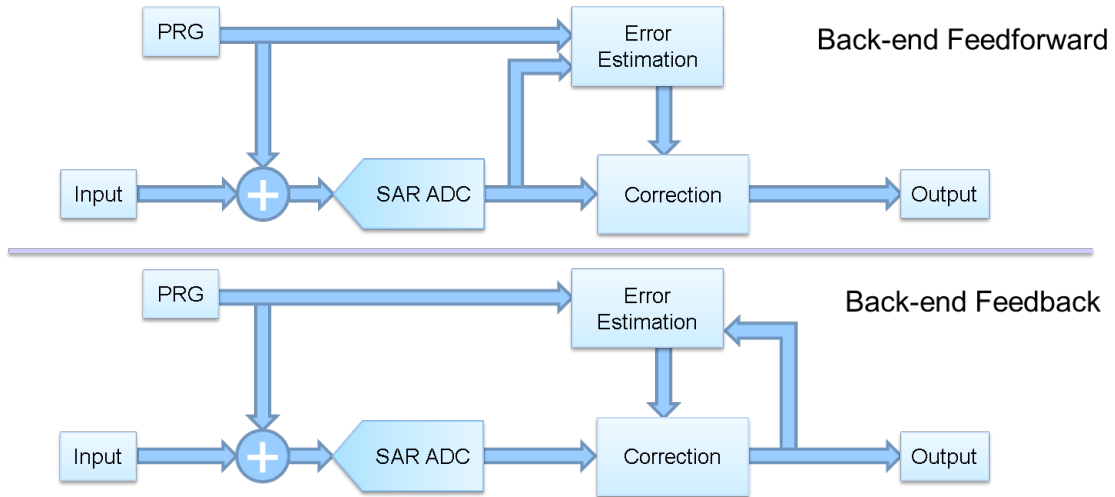 PRG
Error
Estimation
Back-end Feedforward
Input
SAR ADC
Correction
Output
PRG
Error
Estimation
Back-end Feedback
Input
SAR ADC
Correction
Output